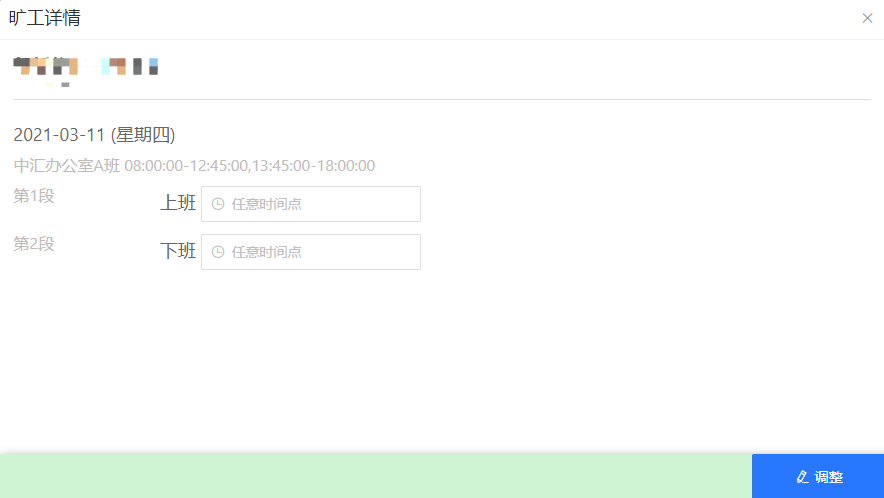 旷工详情
2021-03-11 (星期四)
中汇办公室A班 08:00:00-12:45:00,13:45:00-18:00:00
第1段 上班 任意时间点
第2段 下班 任意时间点
调整